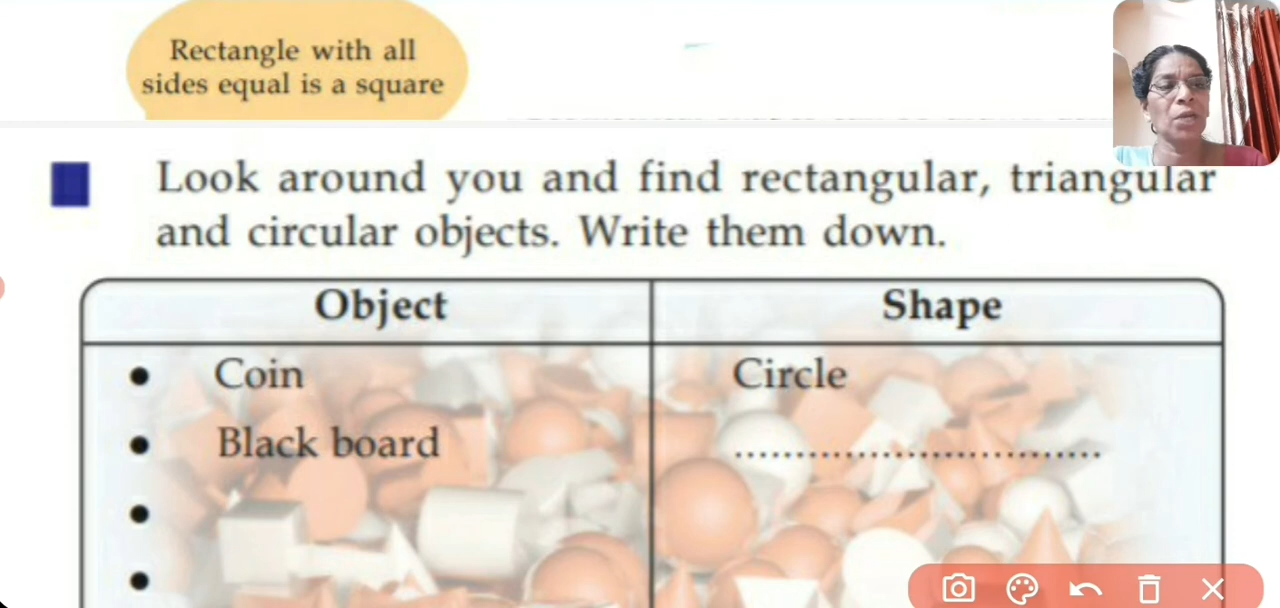 Rectangle with all
sides equal is a square
Look around you and find rectangular, triangular
and circular objects. Write them down.
Object Shape
• Coin Circle
• Black board ..............................
•
•